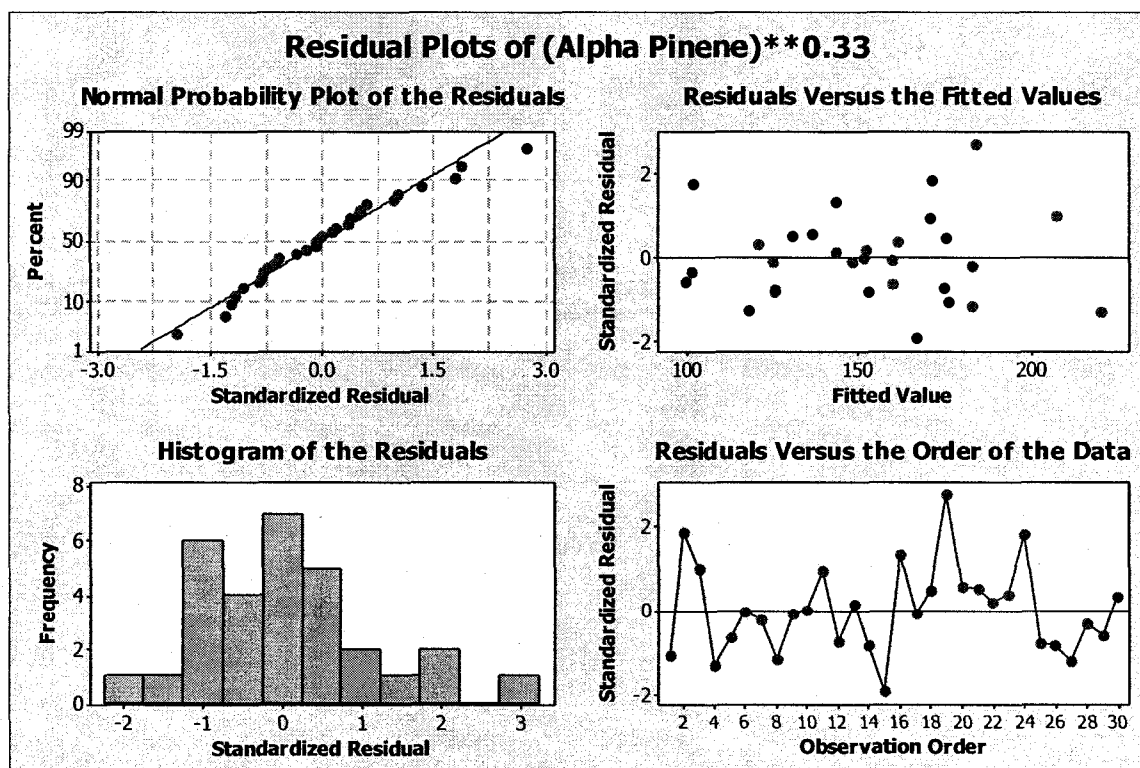 Residual Plots of (Alpha Pinene)**0.33
Normal Probability Plot of the Residuals
99
90
50
10
1
Percent
-3.0 -1.5 0.0 1.5 3.0
Standardized Residual
Residuals Versus the Fitted Values
2
0
-2
Standardized Residual
100 150 200
Fitted Value
Histogram of the Residuals
8
6
4
2
0
Frequency
-2 -1 0 1 2 3
Standardized Residual
Residuals Versus the Order of the Data
2
0
-2
Standardized Residual
2 4 6 8 10 12 14 16 18 20 22 24 26 28 30
Observation Order